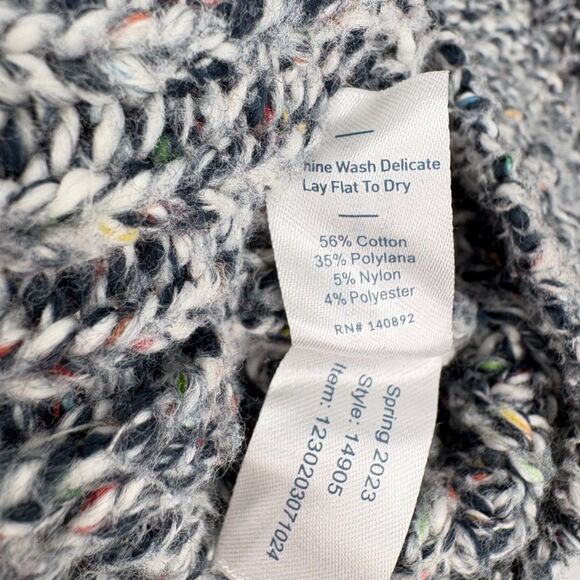 hine Wash Delicate
Lay Flat To Dry
56% Cotton
35% Polylana
5% Nylon
4% Polyester
RN# 140892
Spring 2023
Style: 14905
Item: 1230203071024